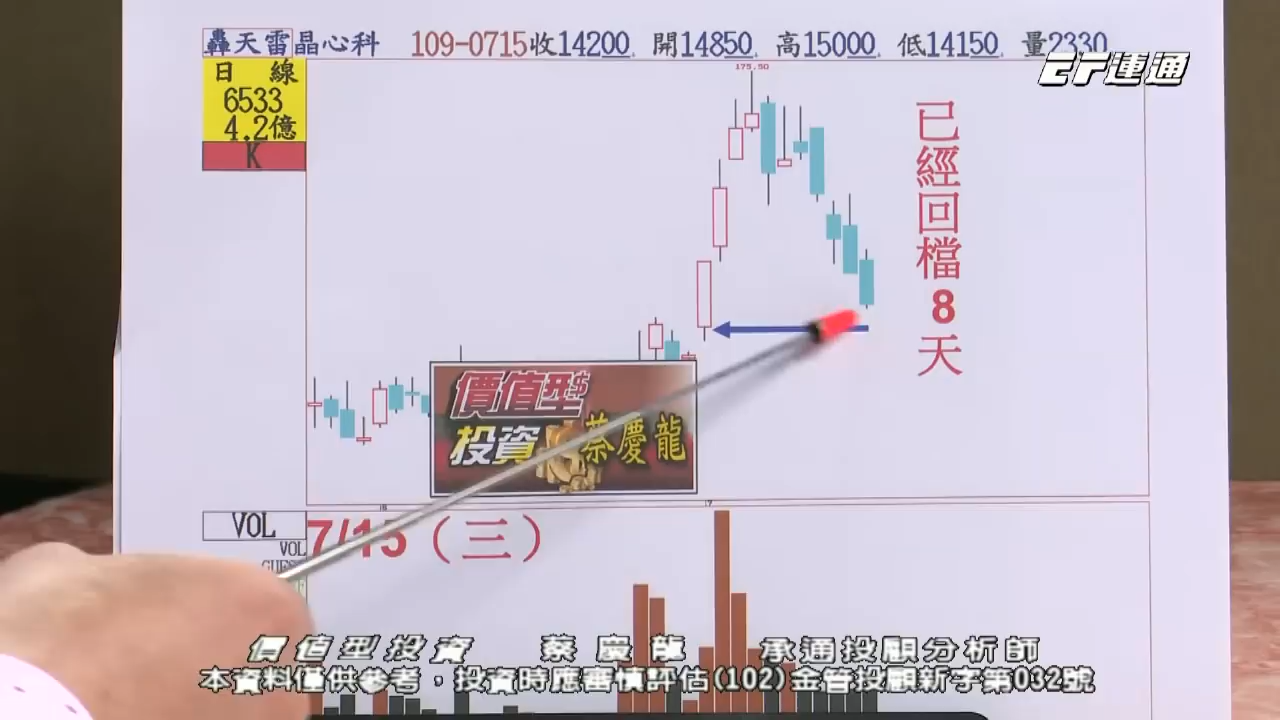 轟天雷晶心科 109-0715收14200 開14850 高15000 低14150 量2330
EF連通
日 線
6533
4.2億
K
175.50
已經回檔8天
價值型$
投資
蔡慶龍
6
7
VOL
VOL
7/15(三)
價值型投資 蔡慶龍 承通投顧分析師
本資料僅供參考,投資時應審慎評估(102)金管投顧新字第032號